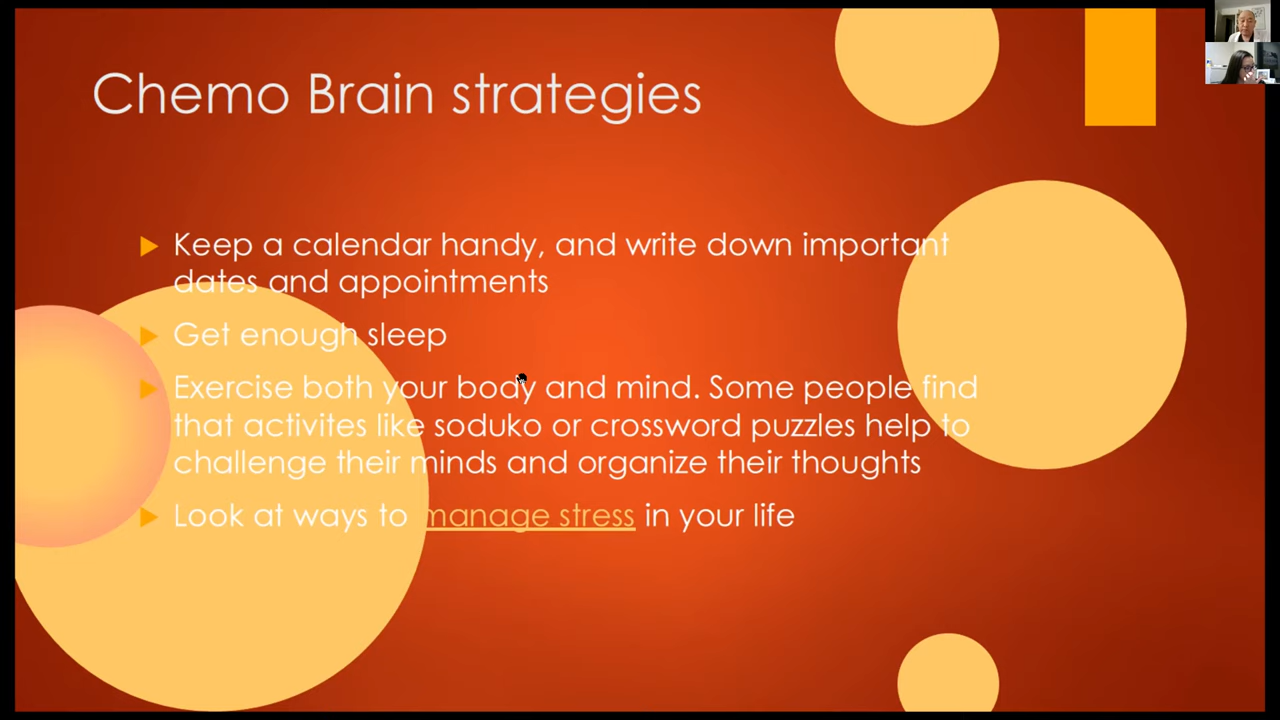 Chemo Brain strategies
Keep a calendar handy, and write down important
dates and appointments
Get enough sleep
Exercise both your body and mind. Some people find
that activites like soduko or crossword puzzles help to
challenge their minds and organize their thoughts
Look at ways to manage stress in your life